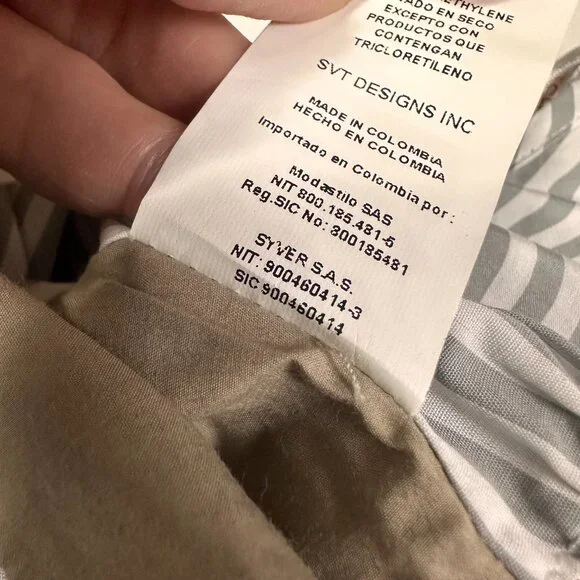 LADO EN SECO
EXCEPTO CON
PRODUCTOS QUE
CONTENGAN
TRICLORETILENO
SVT DESIGNS INC
MADE IN COLOMBIA
HECHO EN COLOMBIA
Importado en Colombia por:
Modastilo SAS
NIT 800.185.481-5
Reg.SIC No: 800185481
SYVER S.A.S.
NIT: 900460414-3
SIC 900460414